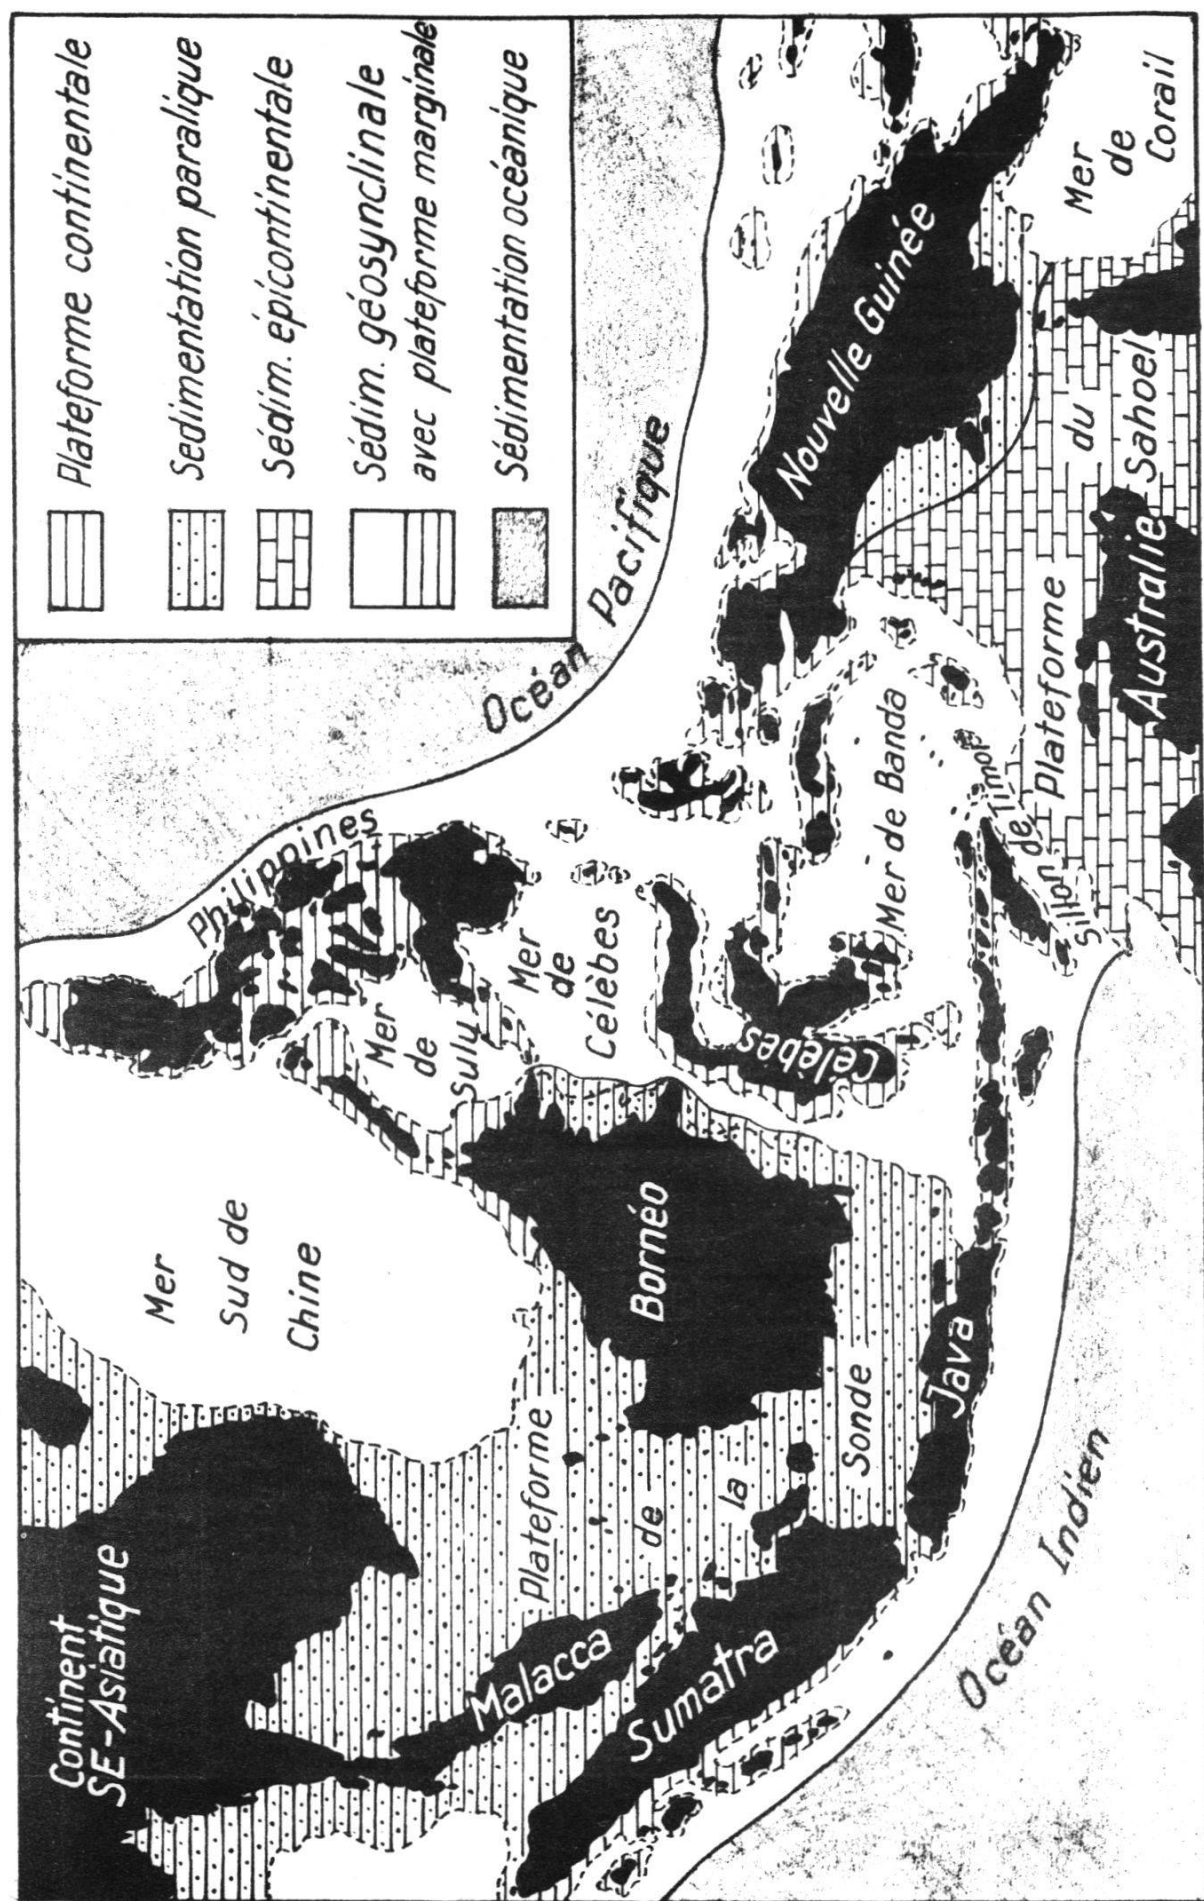 Plateforme continentale
Sedimentation paralique
Sédim. épicontinentale
Sédim. géosynclinale
avec plateforme marginale
Sédimentation océanique
Continent
SE-Asiatique
Mer
Sud de
Chine
Philippines
Océan Pacifique
Mer
de
Sulu
Mer
de
Célèbes
Malacca
Sumatra
Plateforme
de
la
Sonde
Bornéo
Java
Célèbes
Mer de Banda
Nouvelle Guinée
Mer
de
Corail
Sillon de Timor
Plateforme
du
Sahoel
Australie
Océan Indien